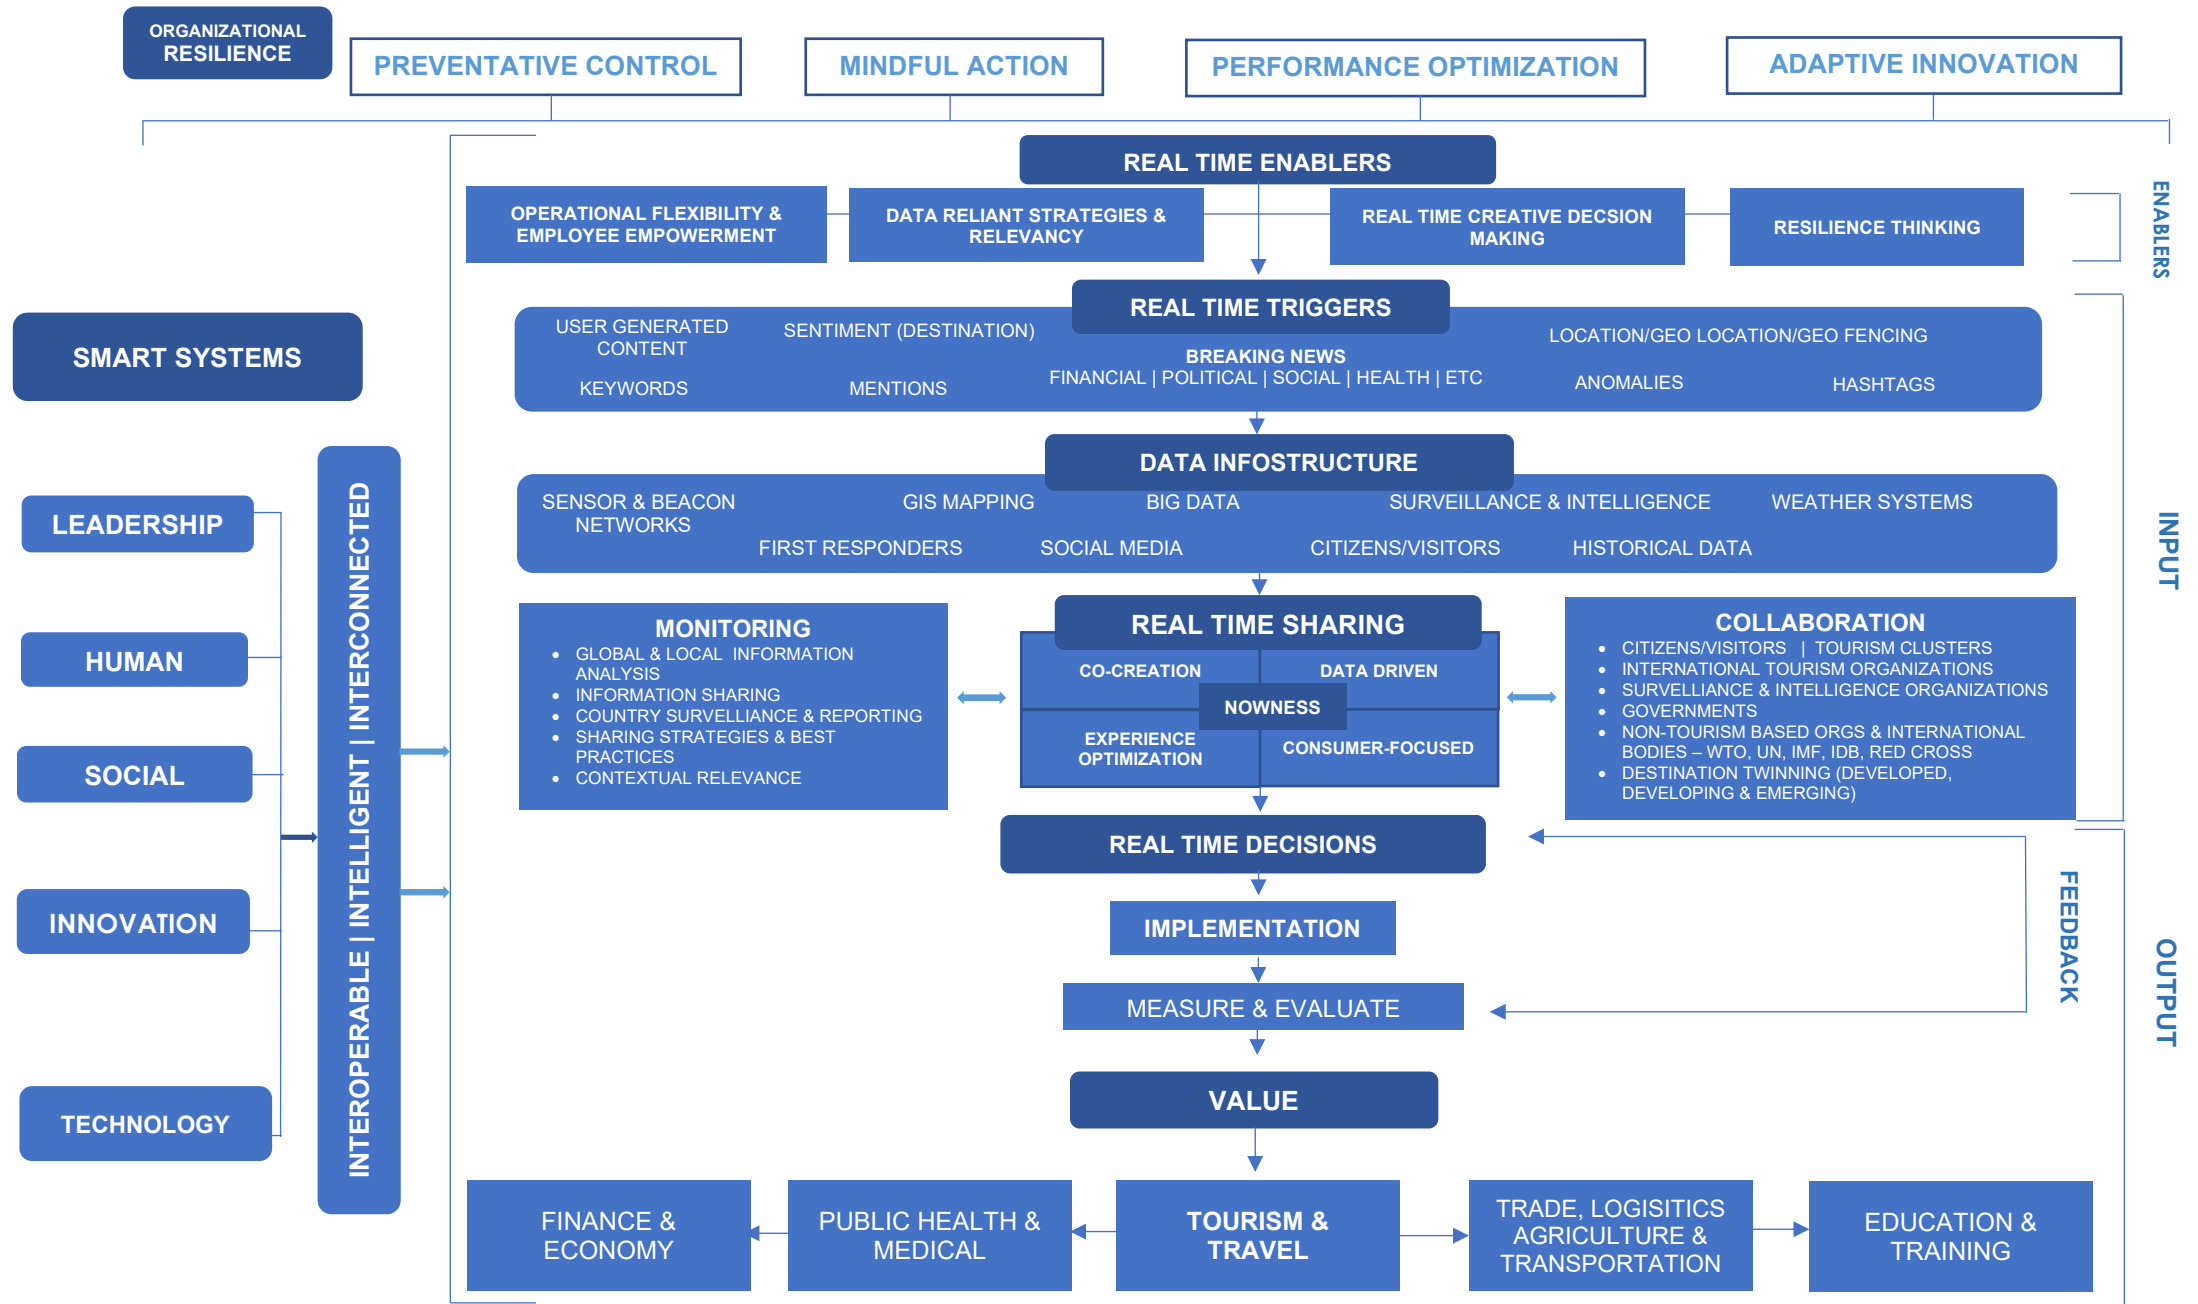 ORGANIZATIONAL
RESILIENCE
PREVENTATIVE CONTROL
MINDFUL ACTION
PERFORMANCE OPTIMIZATION
ADAPTIVE INNOVATION
REAL TIME ENABLERS
OPERATIONAL FLEXIBILITY &
EMPLOYEE EMPOWERMENT
DATA RELIANT STRATEGIES &
RELEVANCY
REAL TIME CREATIVE DECSION
MAKING
RESILIENCE THINKING
ENABLERS
SMART SYSTEMS
REAL TIME TRIGGERS
USER GENERATED
CONTENT
SENTIMENT (DESTINATION)
BREAKING NEWS
FINANCIAL | POLITICAL | SOCIAL | HEALTH | ETC
LOCATION/GEO LOCATION/GEO FENCING
KEYWORDS
MENTIONS
ANOMALIES
HASHTAGS
DATA INFOSTRUCTURE
SENSOR & BEACON
NETWORKS
GIS MAPPING
BIG DATA
SURVEILLANCE & INTELLIGENCE
WEATHER SYSTEMS
FIRST RESPONDERS
SOCIAL MEDIA
CITIZENS/VISITORS
HISTORICAL DATA
INPUT
LEADERSHIP
HUMAN
SOCIAL
INNOVATION
TECHNOLOGY
INTEROPERABLE | INTELLIGENT | INTERCONNECTED
MONITORING
• GLOBAL & LOCAL INFORMATION
ANALYSIS
• INFORMATION SHARING
• COUNTRY SURVELLIANCE & REPORTING
• SHARING STRATEGIES & BEST
PRACTICES
• CONTEXTUAL RELEVANCE
REAL TIME SHARING
CO-CREATION
DATA DRIVEN
NOWNESS
EXPERIENCE
OPTIMIZATION
CONSUMER-FOCUSED
COLLABORATION
• CITIZENS/VISITORS | TOURISM CLUSTERS
• INTERNATIONAL TOURISM ORGANIZATIONS
• SURVELLIANCE & INTELLIGENCE ORGANIZATIONS
• GOVERNMENTS
• NON-TOURISM BASED ORGS & INTERNATIONAL
BODIES – WTO, UN, IMF, IDB, RED CROSS
• DESTINATION TWINNING (DEVELOPED,
DEVELOPING & EMERGING)
REAL TIME DECISIONS
IMPLEMENTATION
MEASURE & EVALUATE
FEEDBACK
OUTPUT
VALUE
FINANCE &
ECONOMY
PUBLIC HEALTH &
MEDICAL
TOURISM &
TRAVEL
TRADE, LOGISITICS
AGRICULTURE &
TRANSPORTATION
EDUCATION &
TRAINING